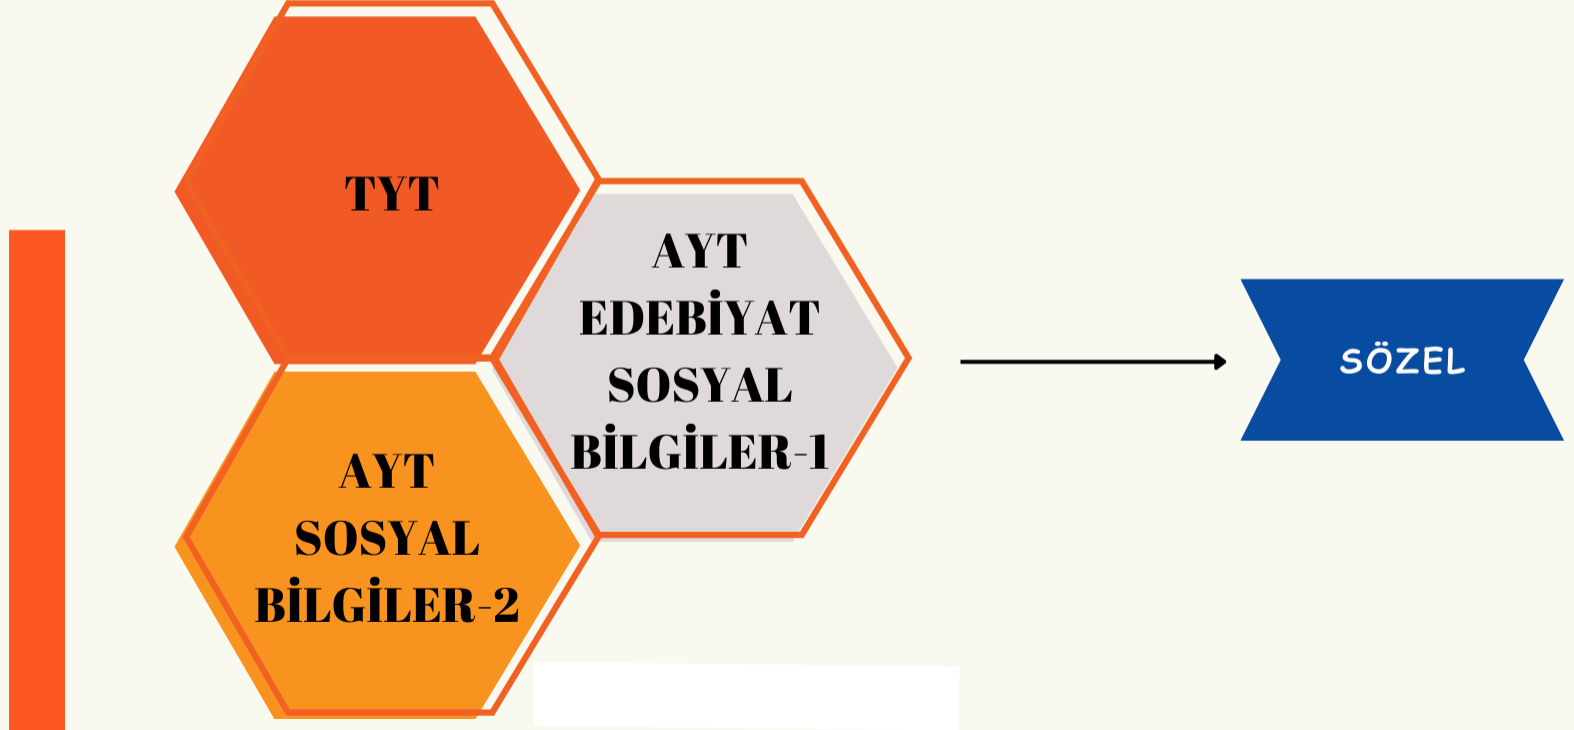 TYT
AYT
EDEBİYAT
SOSYAL
BİLGİLER-1
AYT
SOSYAL
BİLGİLER-2
SÖZEL